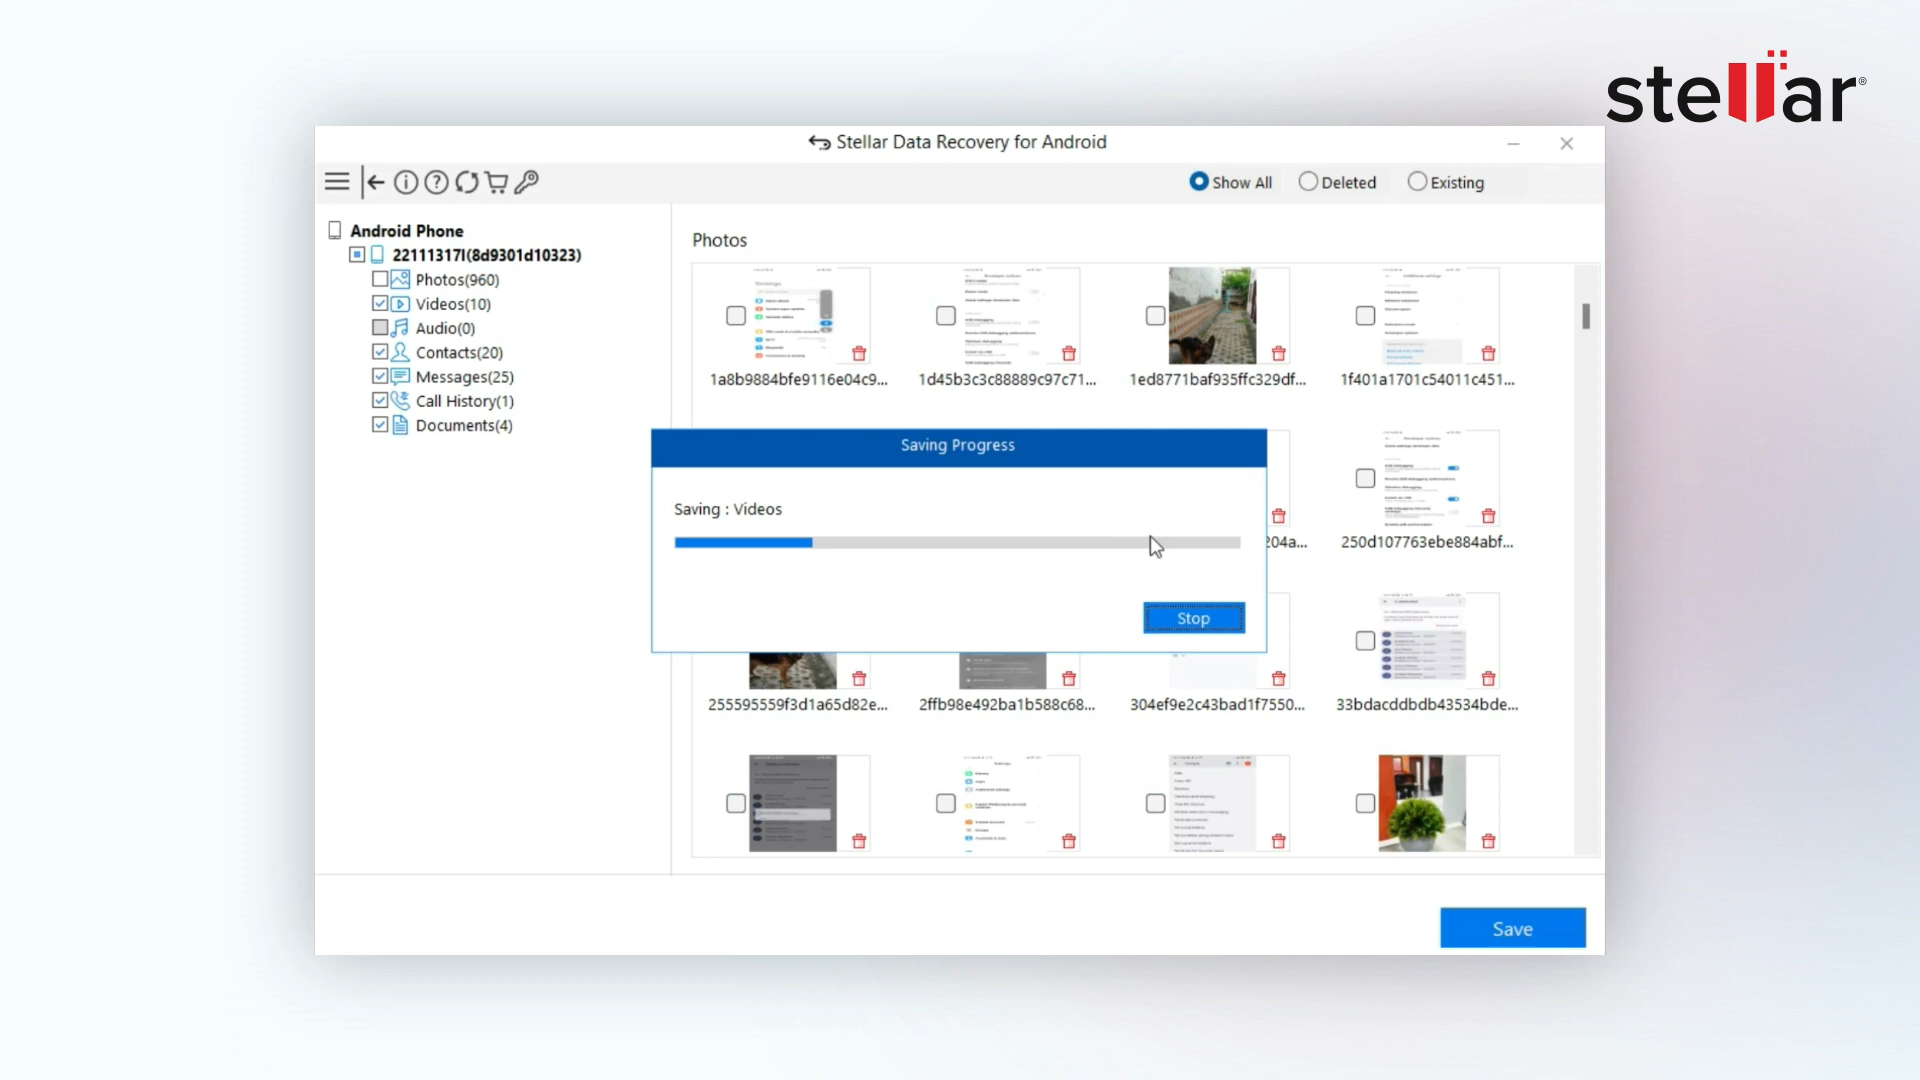 stellar®
Stellar Data Recovery for Android
Show All
Deleted
Existing
Android Phone
22111317I(8d9301d10323)
Photos(960)
Videos(10)
Audio(0)
Contacts(20)
Messages(25)
Call History(1)
Documents(4)
Photos
1a8b9884bfe9116e04c9...
1d45b3c3c88889c97c71...
1ed8771baf935ffc329df...
1f401a1701c54011c451...
Saving Progress
Saving : Videos
Stop
204a...
250d107763ebe884abf...
255595559f3d1a65d82e...
2ffb98e492ba1b588c68...
304ef9e2c43bad1f7550...
33bdacddbdb43534bde...
Save